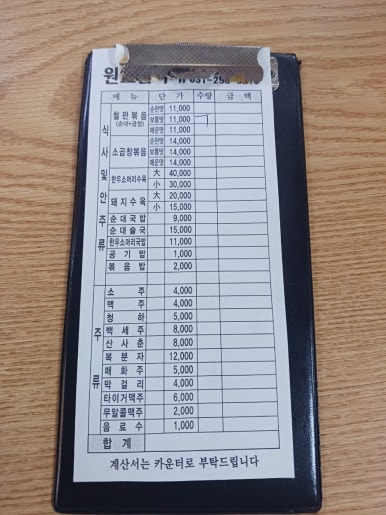 원
메 뉴 단 가 수량 금 액
식사 및 안주류
철판볶음 (순대+곱창) 순한맛 11,000
보통맛 11,000
매운맛 11,000
소곱창볶음 순한맛 14,000
보통맛 14,000
매운맛 14,000
한우소머리수육 大 40,000
小 30,000
돼지수육 大 20,000
小 15,000
순대국밥 9,000
순대술국 15,000
한우소머리국밥 11,000
공기밥 1,000
볶음밥 2,000
주류
소주 4,000
맥주 4,000
청하 5,000
백세주 8,000
산사춘 8,000
복분자 12,000
매화주 5,000
막걸리 4,000
타이거맥주 6,000
무알콜맥주 2,000
음료수 1,000
합계
계산서는 카운터로 부탁드립니다